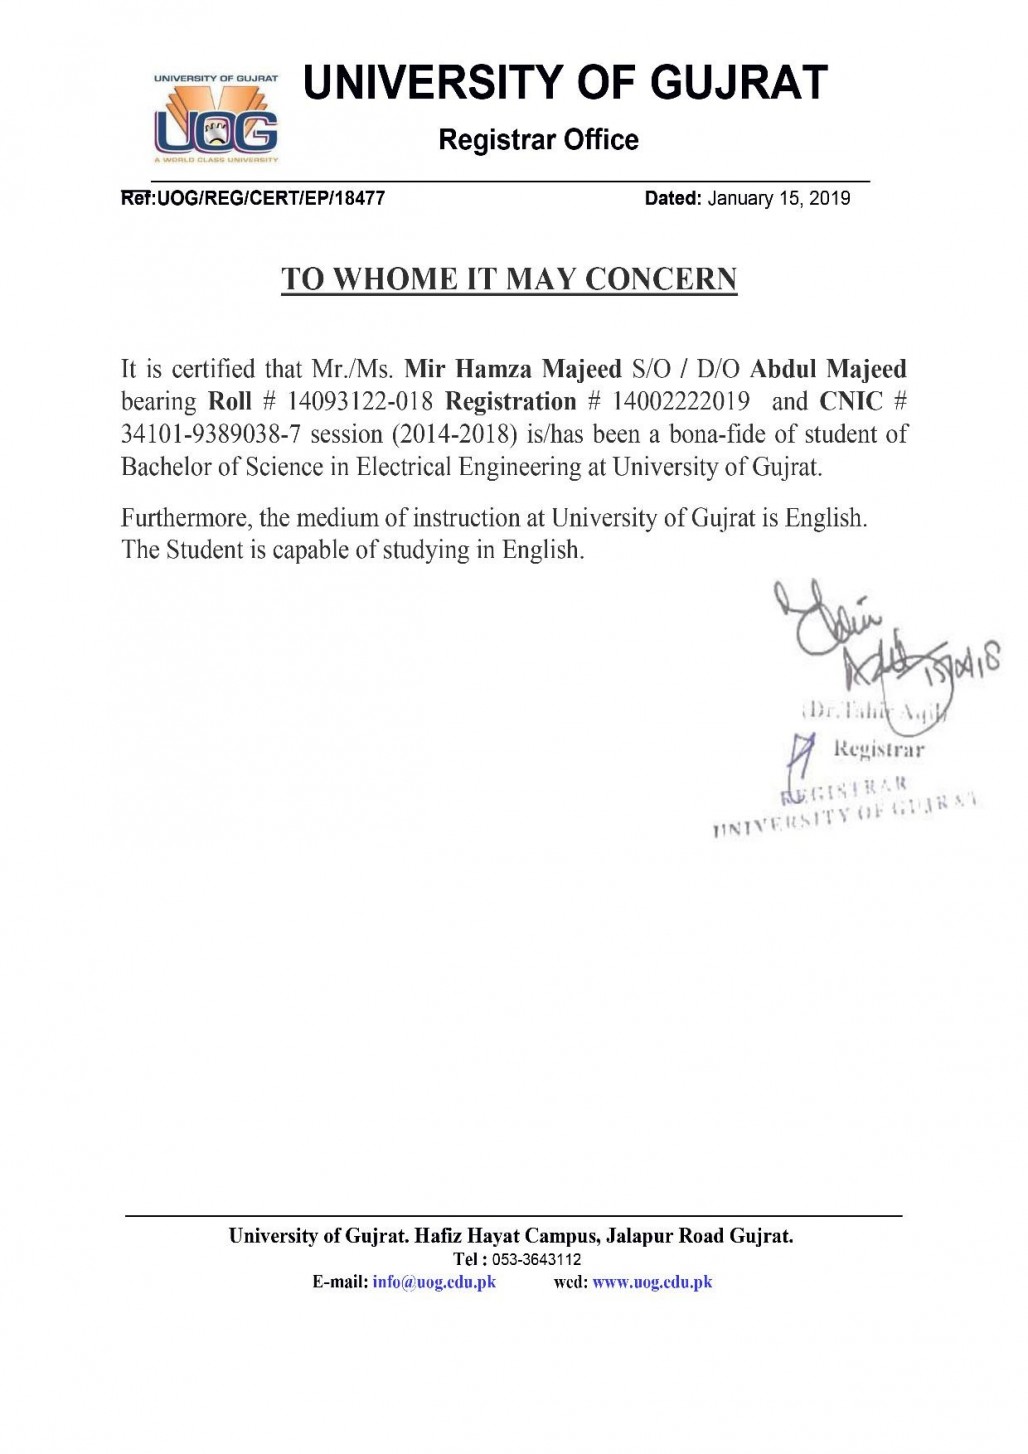 UNIVERSITY OF GUJRAT
UOG
A WORLD CLASS UNIVERSITY
UNIVERSITY OF GUJRAT
Registrar Office
Ref:UOG/REG/CERT/EP/18477 Dated: January 15, 2019
TO WHOME IT MAY CONCERN
It is certified that Mr./Ms. Mir Hamza Majeed S/O / D/O Abdul Majeed
bearing Roll # 14093122-018 Registration # 14002222019 and CNIC #
34101-9389038-7 session (2014-2018) is/has been a bona-fide of student of
Bachelor of Science in Electrical Engineering at University of Gujrat.
Furthermore, the medium of instruction at University of Gujrat is English.
The Student is capable of studying in English.
(Dr. Tahir Aqil)
Registrar
REGISTRAR
UNIVERSITY OF GUJRAT
University of Gujrat. Hafiz Hayat Campus, Jalapur Road Gujrat.
Tel : 053-3643112
E-mail: info@uog.edu.pk wed: www.uog.edu.pk